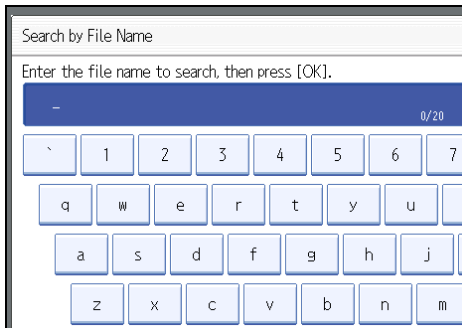 Search by File Name
Enter the file name to search, then press [OK].
_
0/20
` 1 2 3 4 5 6 7
q w e r t y u
a s d f g h j
z x c v b n m